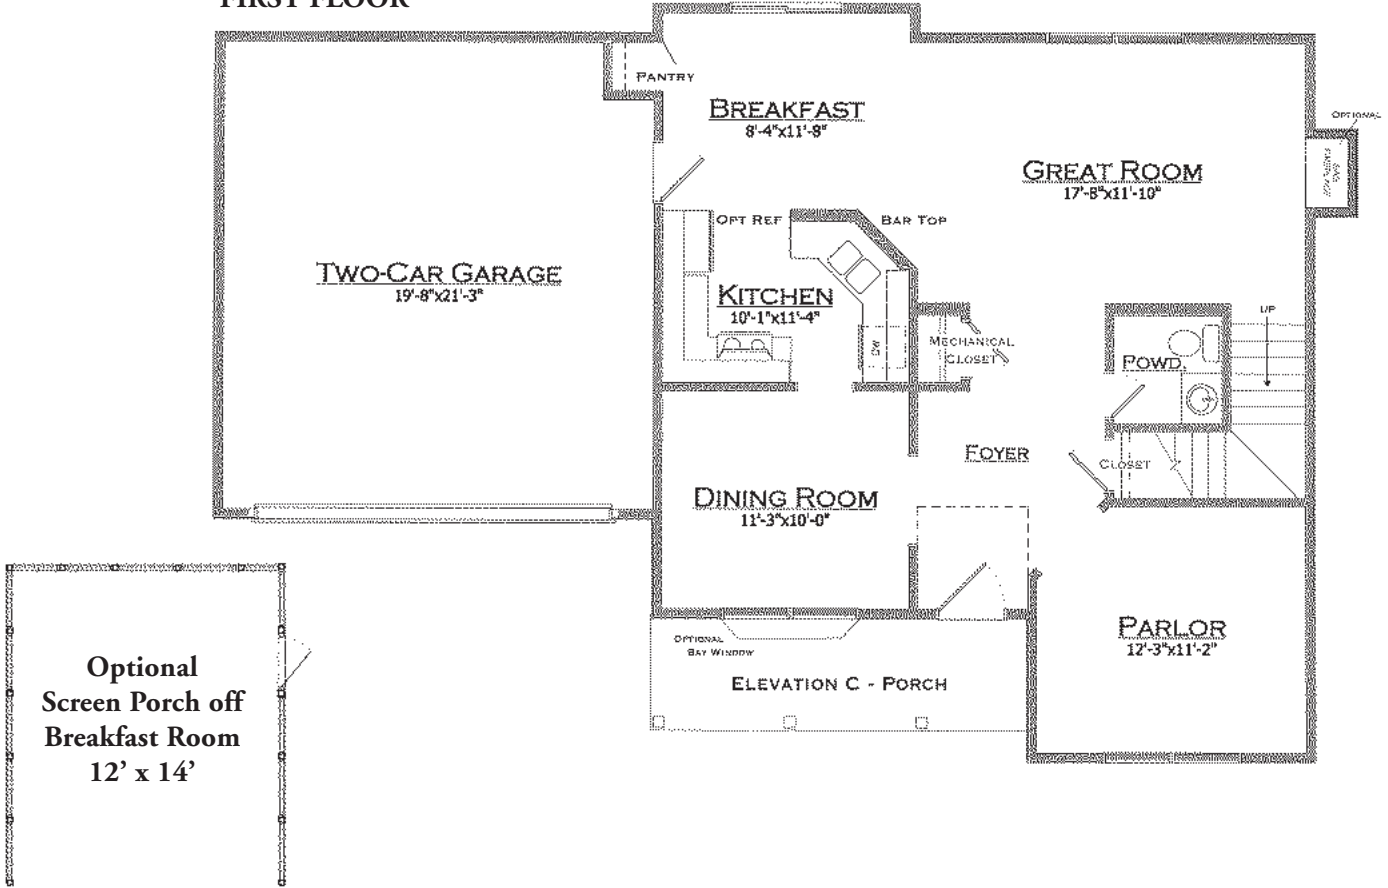 FIRST FLOOR
PANTRY
BREAKFAST
8'-4"x11'-8"
OPTIONAL
GAS
FIREPLACE
GREAT ROOM
17'-8"x11'-10"
OPT REF
BAR TOP
TWO-CAR GARAGE
19'-8"x21'-3"
KITCHEN
10'-1"x11'-4"
DW
MECHANICAL
CLOSET
UP
POWD.
FOYER
CLOSET
DINING ROOM
11'-3"x10'-0"
PARLOR
12'-3"x11'-2"
OPTIONAL
BAY WINDOW
ELEVATION C - PORCH
Optional
Screen Porch off
Breakfast Room
12' x 14'